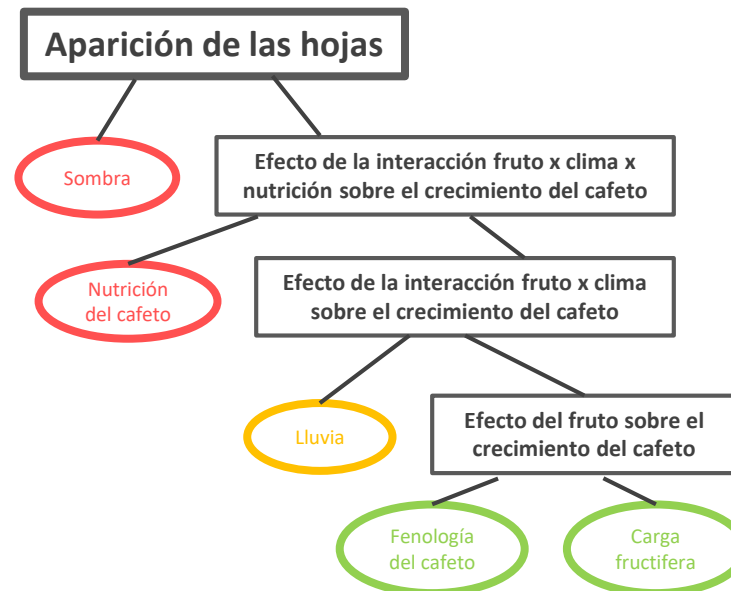 Aparición de las hojas
Sombra
Efecto de la interacción fruto x clima x
nutrición sobre el crecimiento del cafeto
Nutrición
del cafeto
Efecto de la interacción fruto x clima
sobre el crecimiento del cafeto
Lluvia
Efecto del fruto sobre el
crecimiento del cafeto
Fenología
del cafeto
Carga
fructifera